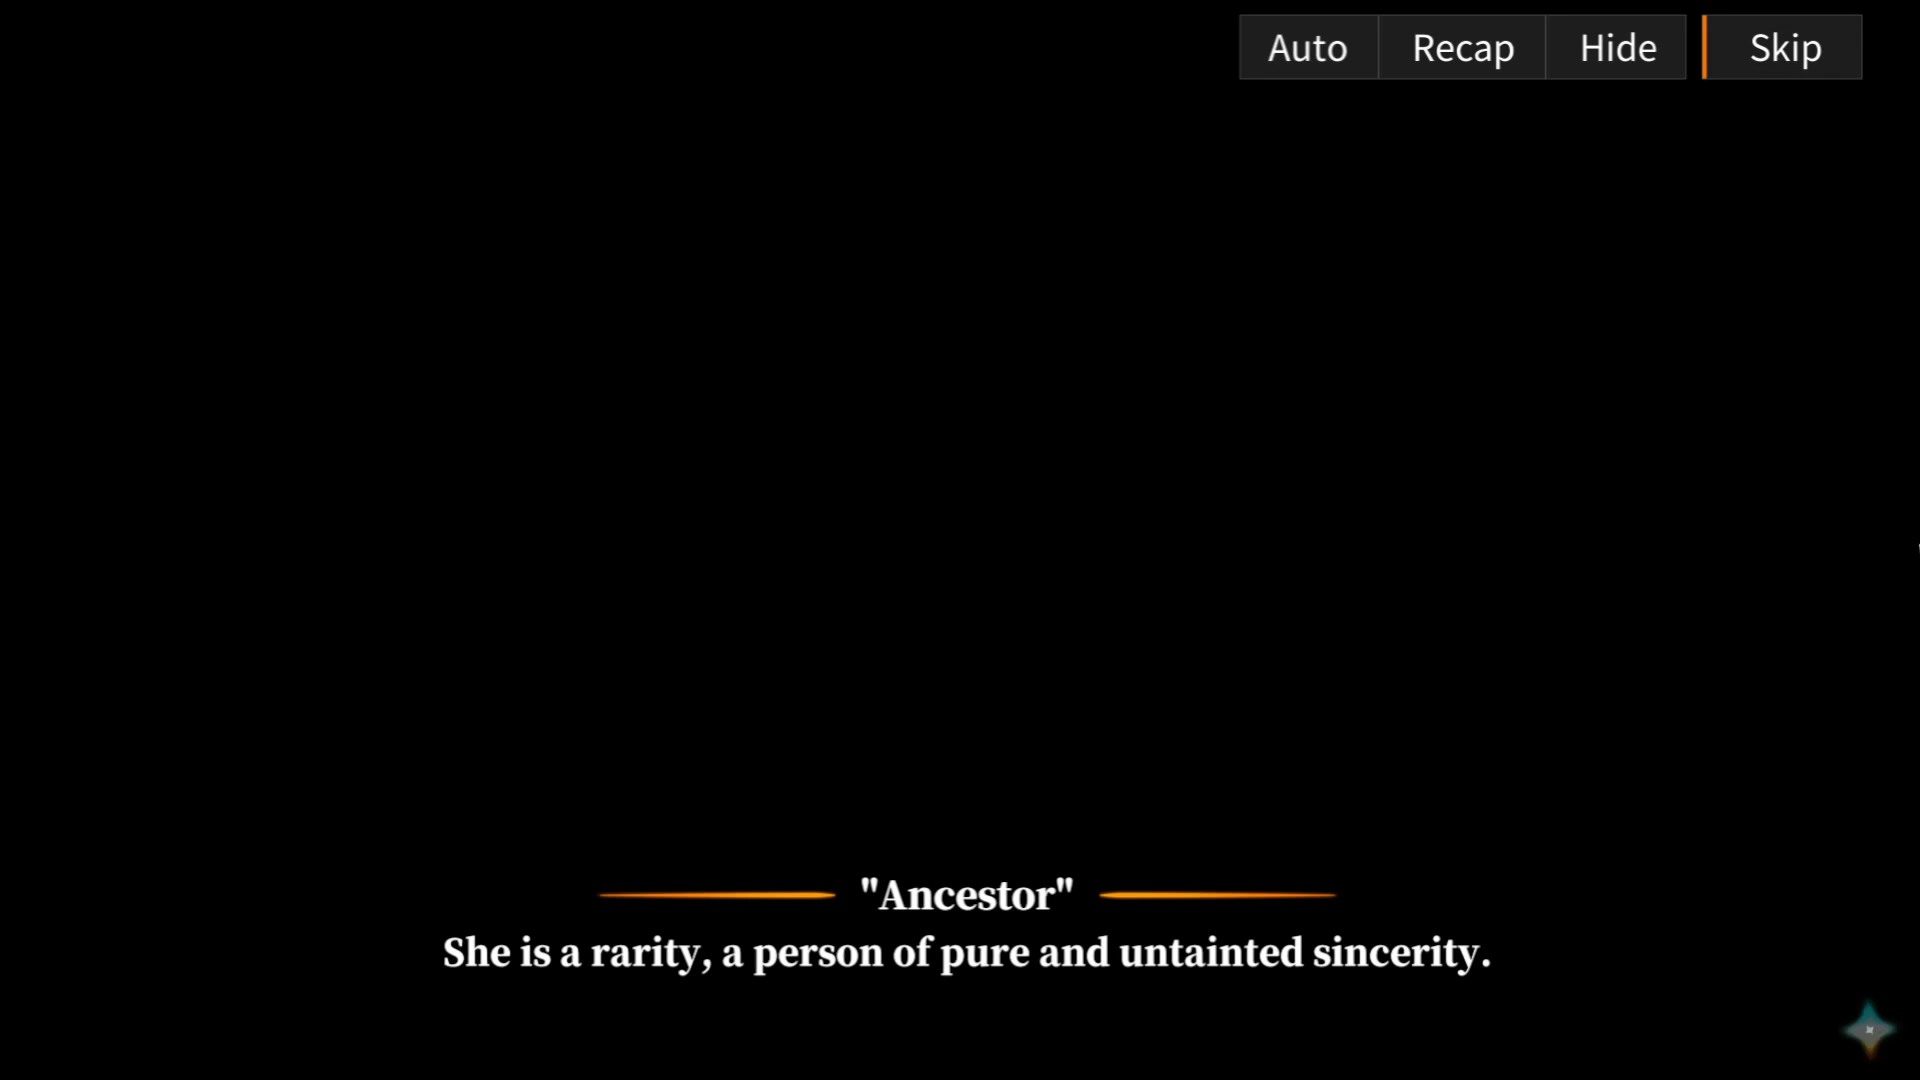 Auto Recap Hide Skip
"Ancestor"
She is a rarity, a person of pure and untainted sincerity.